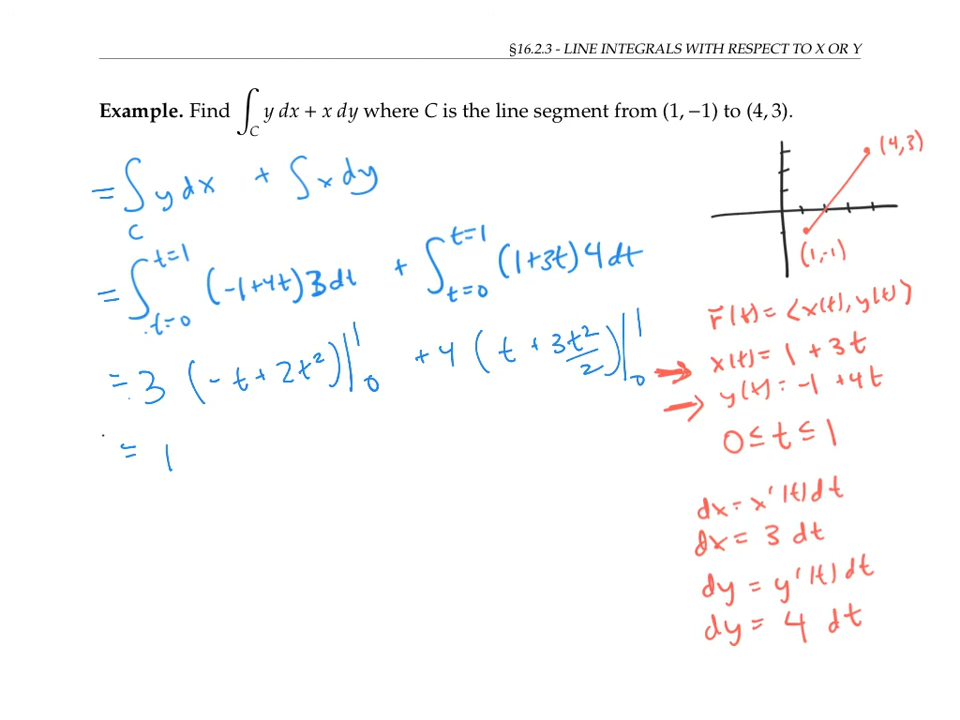 §16.2.3 - LINE INTEGRALS WITH RESPECT TO X OR Y
Example. Find ∫_C y dx + x dy where C is the line segment from (1, −1) to (4, 3).
= ∫_C y dx + ∫ x dy
= ∫_{t=0}^{t=1} (-1+4t) 3 dt + ∫_{t=0}^{t=1} (1+3t) 4 dt
= 3 (-t + 2t²)|_0^1 + 4 (t + 3t²/2)|_0^1
= 1
(4,3)
(1,-1)
r⃗(t) = ⟨x(t), y(t)⟩
→ x(t) = 1 + 3t
→ y(t) = -1 + 4t
0 ≤ t ≤ 1
dx = x'(t) dt
dx = 3 dt
dy = y'(t) dt
dy = 4 dt